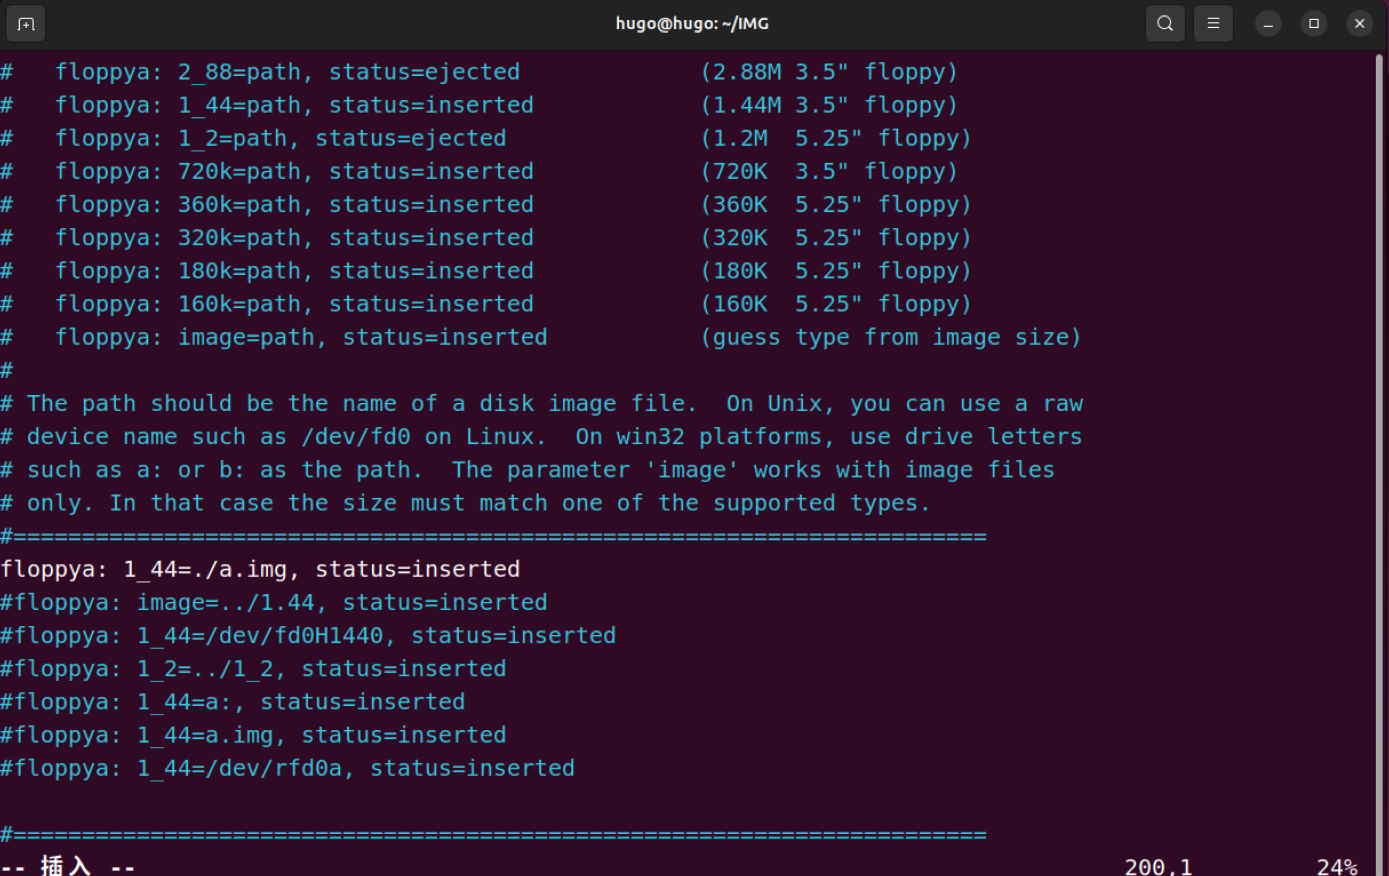 hugo@hugo: ~/IMG
#   floppya: 2_88=path, status=ejected             (2.88M 3.5" floppy)
#   floppya: 1_44=path, status=inserted            (1.44M 3.5" floppy)
#   floppya: 1_2=path, status=ejected              (1.2M  5.25" floppy)
#   floppya: 720k=path, status=inserted            (720K  3.5" floppy)
#   floppya: 360k=path, status=inserted            (360K  5.25" floppy)
#   floppya: 320k=path, status=inserted            (320K  5.25" floppy)
#   floppya: 180k=path, status=inserted            (180K  5.25" floppy)
#   floppya: 160k=path, status=inserted            (160K  5.25" floppy)
#   floppya: image=path, status=inserted           (guess type from image size)
#
# The path should be the name of a disk image file.  On Unix, you can use a raw
# device name such as /dev/fd0 on Linux.  On win32 platforms, use drive letters
# such as a: or b: as the path.  The parameter 'image' works with image files
# only. In that case the size must match one of the supported types.
#=======================================================================
floppya: 1_44=./a.img, status=inserted
#floppya: image=../1.44, status=inserted
#floppya: 1_44=/dev/fd0H1440, status=inserted
#floppya: 1_2=../1_2, status=inserted
#floppya: 1_44=a:, status=inserted
#floppya: 1_44=a.img, status=inserted
#floppya: 1_44=/dev/rfd0a, status=inserted
#=======================================================================
-- 插入 --                                                    200,1         24%